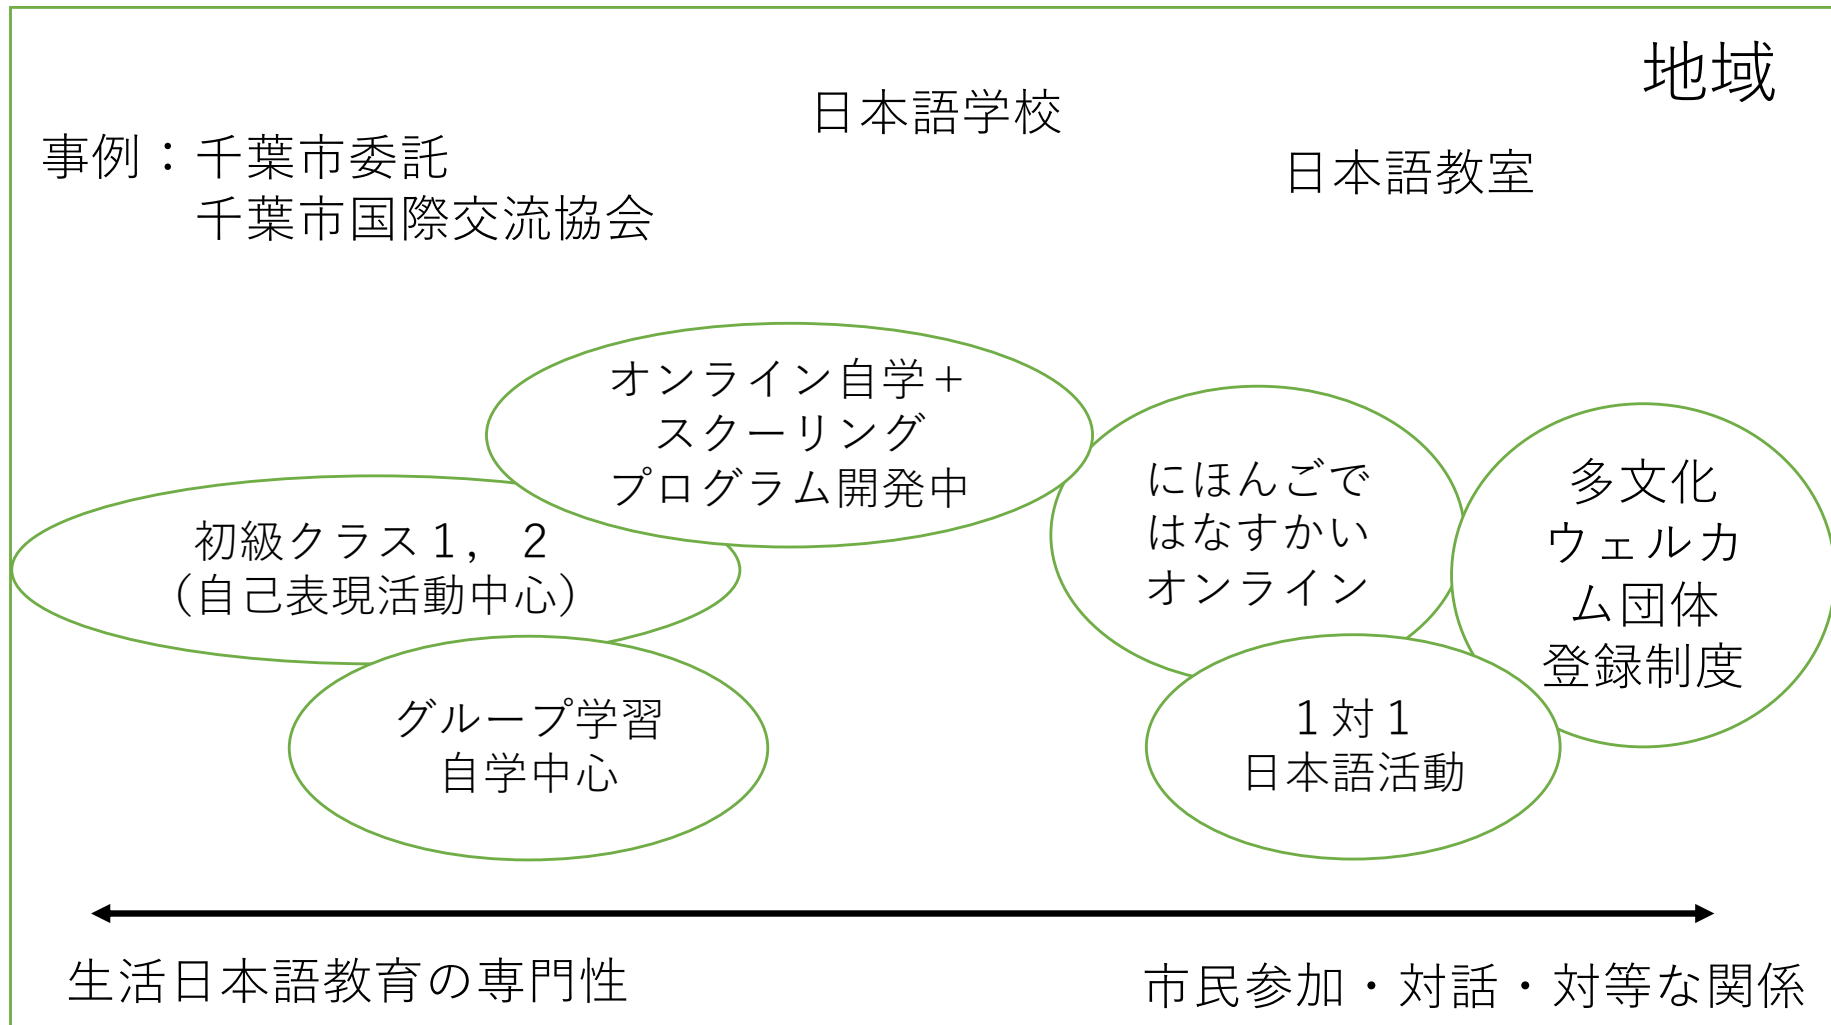 地域
日本語学校
事例：千葉市委託
日本語教室
千葉市国際交流協会
オンライン自学＋
スクーリング
プログラム開発中
にほんごで
はなすかい
オンライン
多文化
ウェルカ
ム団体
登録制度
初級クラス１，２
（自己表現活動中心）
グループ学習
自学中心
１対１
日本語活動
生活日本語教育の専門性
市民参加・対話・対等な関係